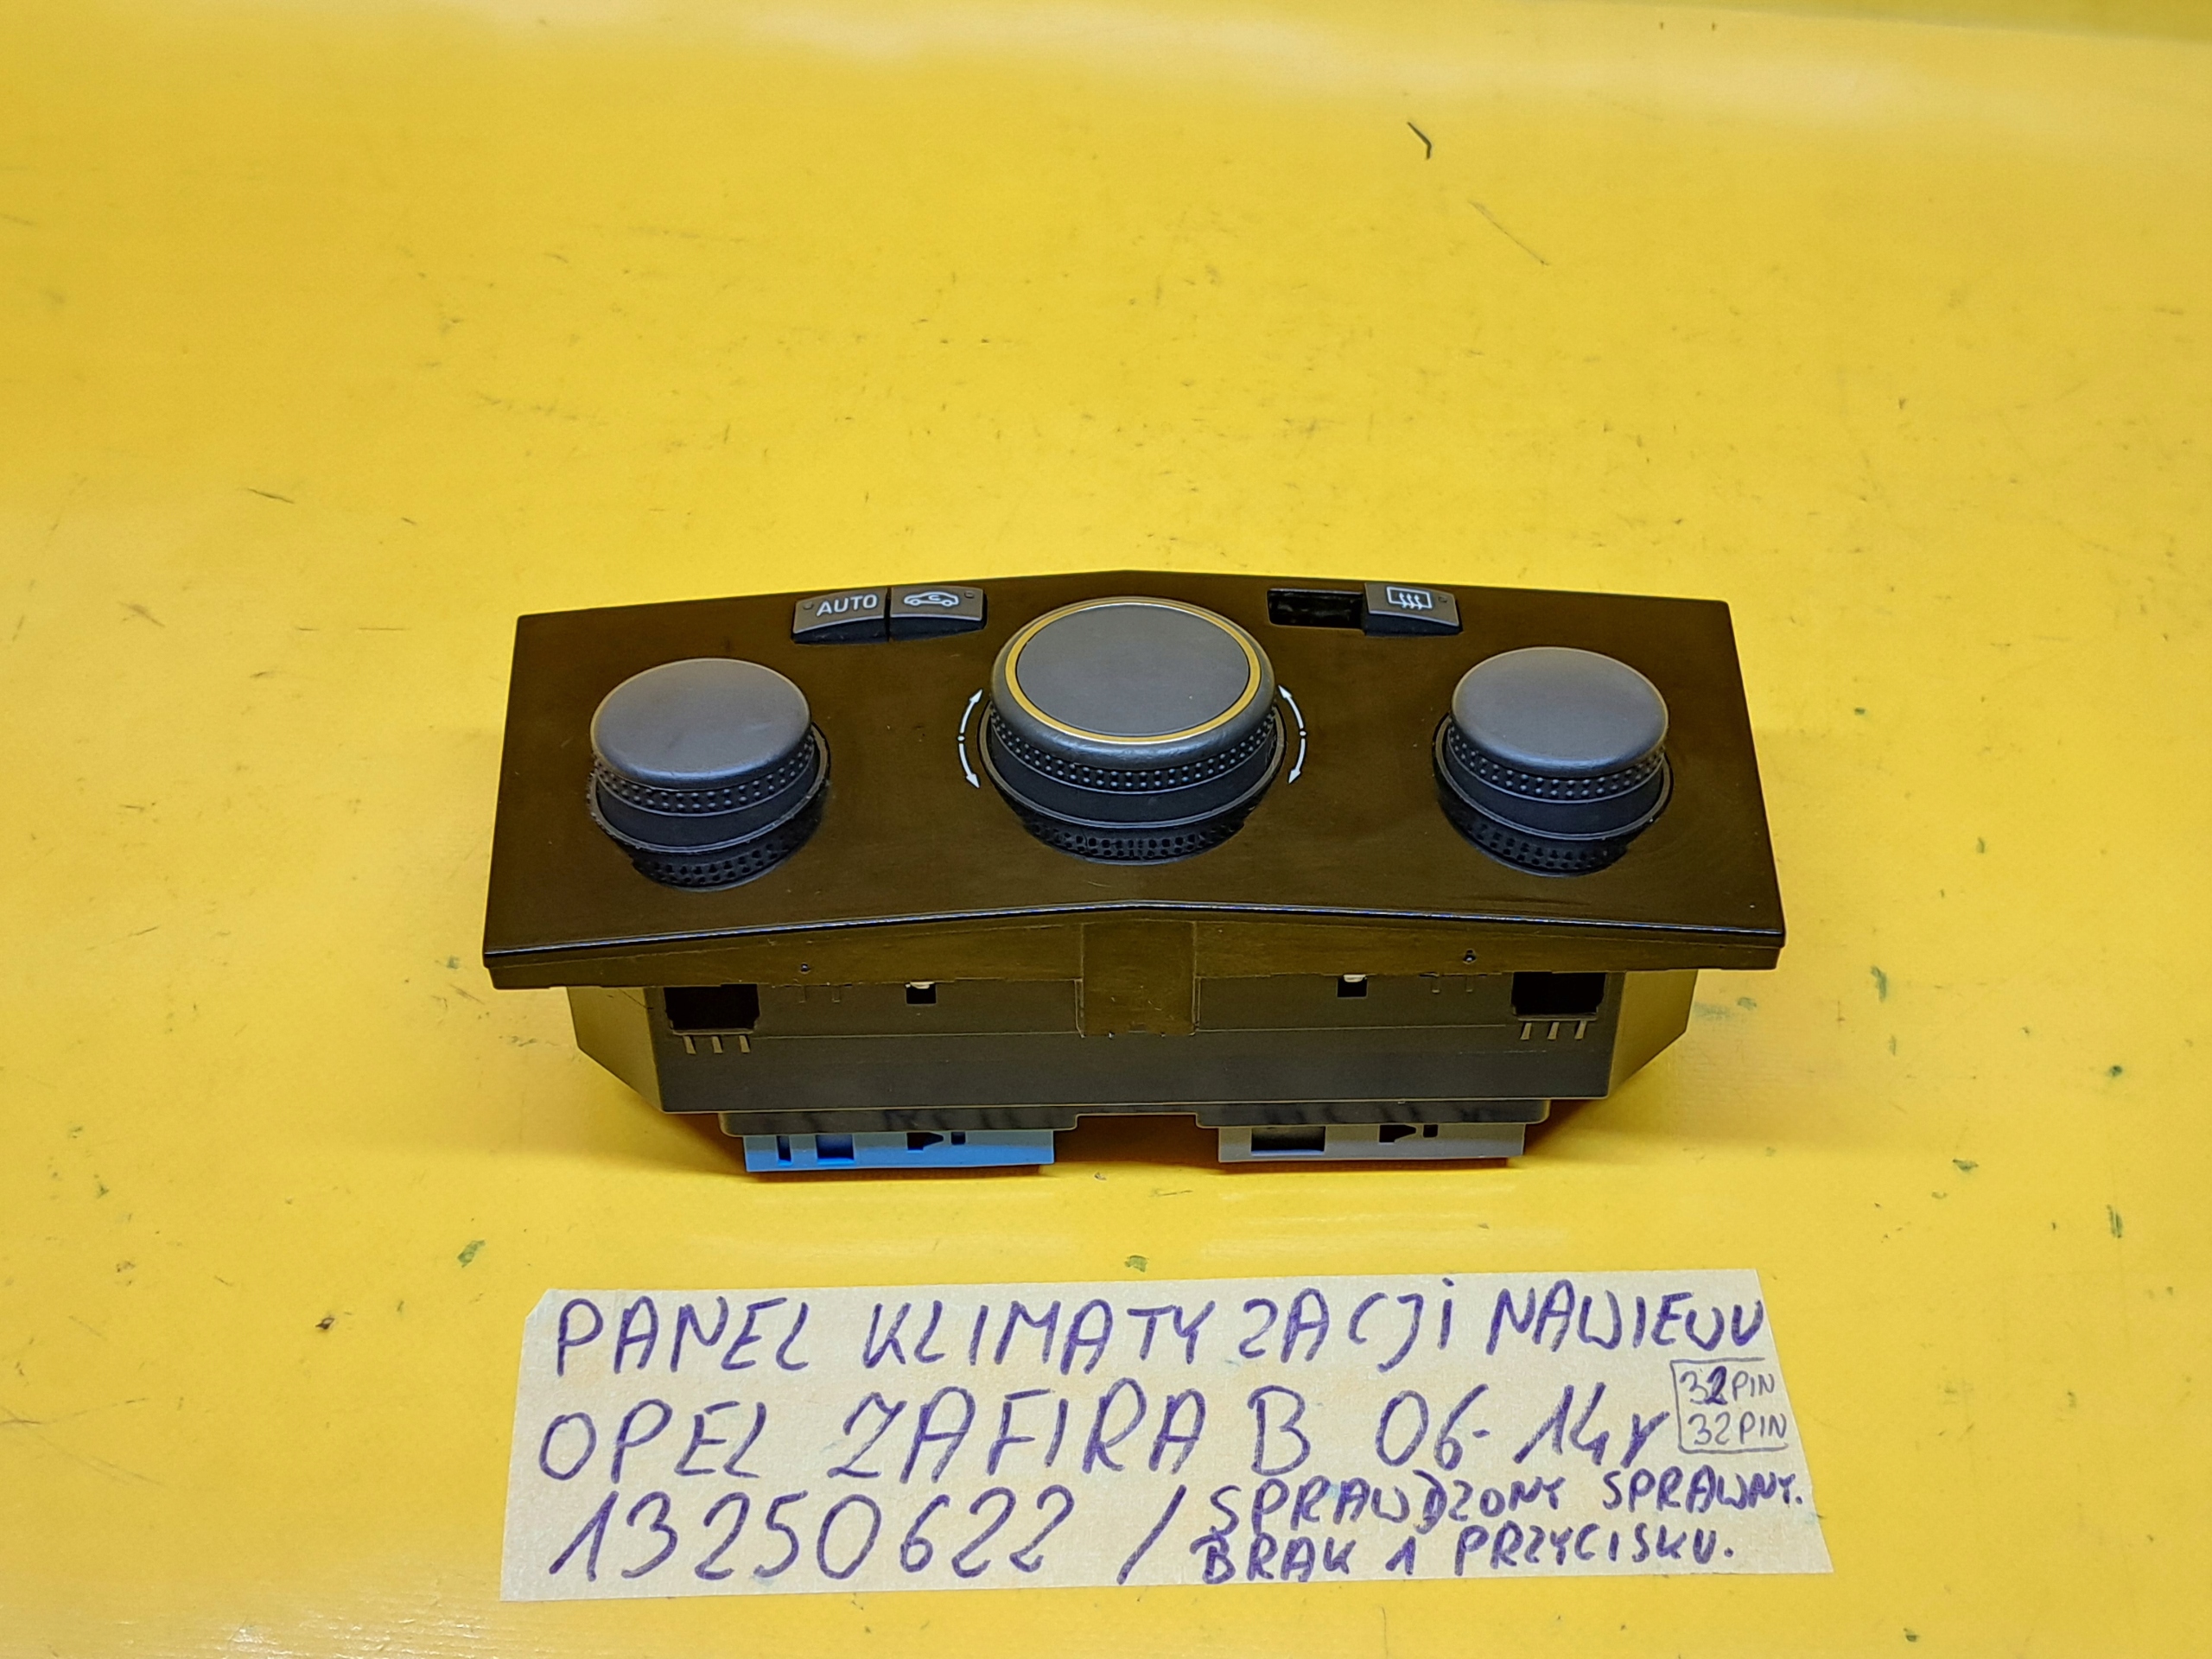 AUTO
PANEL KLIMATYZACJI NAWIEWU
OPEL ZAFIRA B 06-14r
32PIN
32PIN
13250622 / SPRAWDZONY SPRAWNY.
BRAK 1 PRZYCISKU.